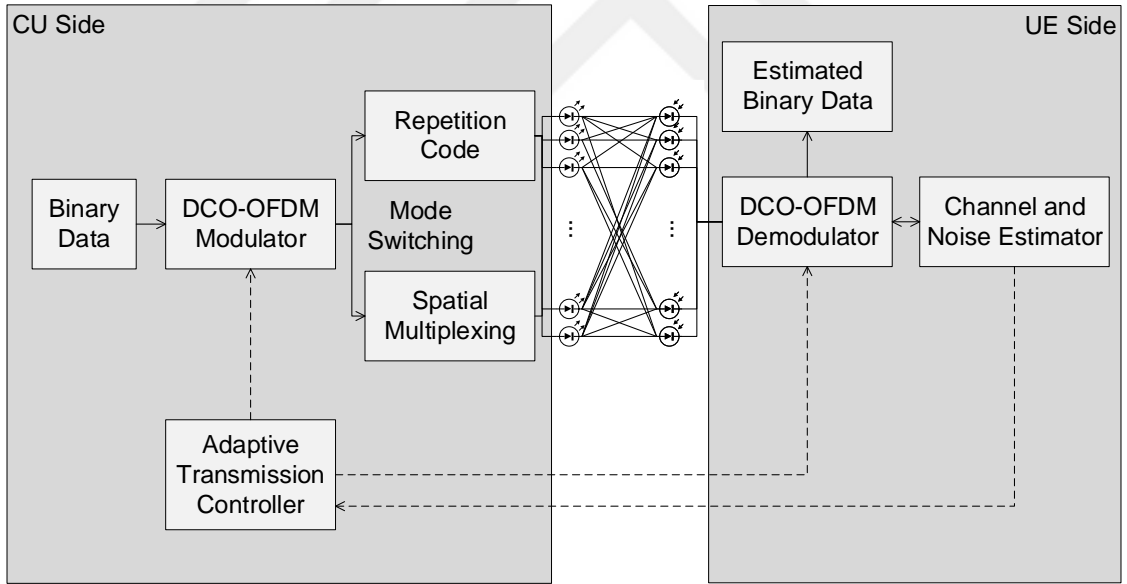 CU Side
UE Side
Estimated
Binary Data
Repetition
Code
Binary
Data
DCO-OFDM
Modulator
Mode
Switching
DCO-OFDM
Demodulator
Channel and
Noise Estimator
Spatial
Multiplexing
Adaptive
Transmission
Controller